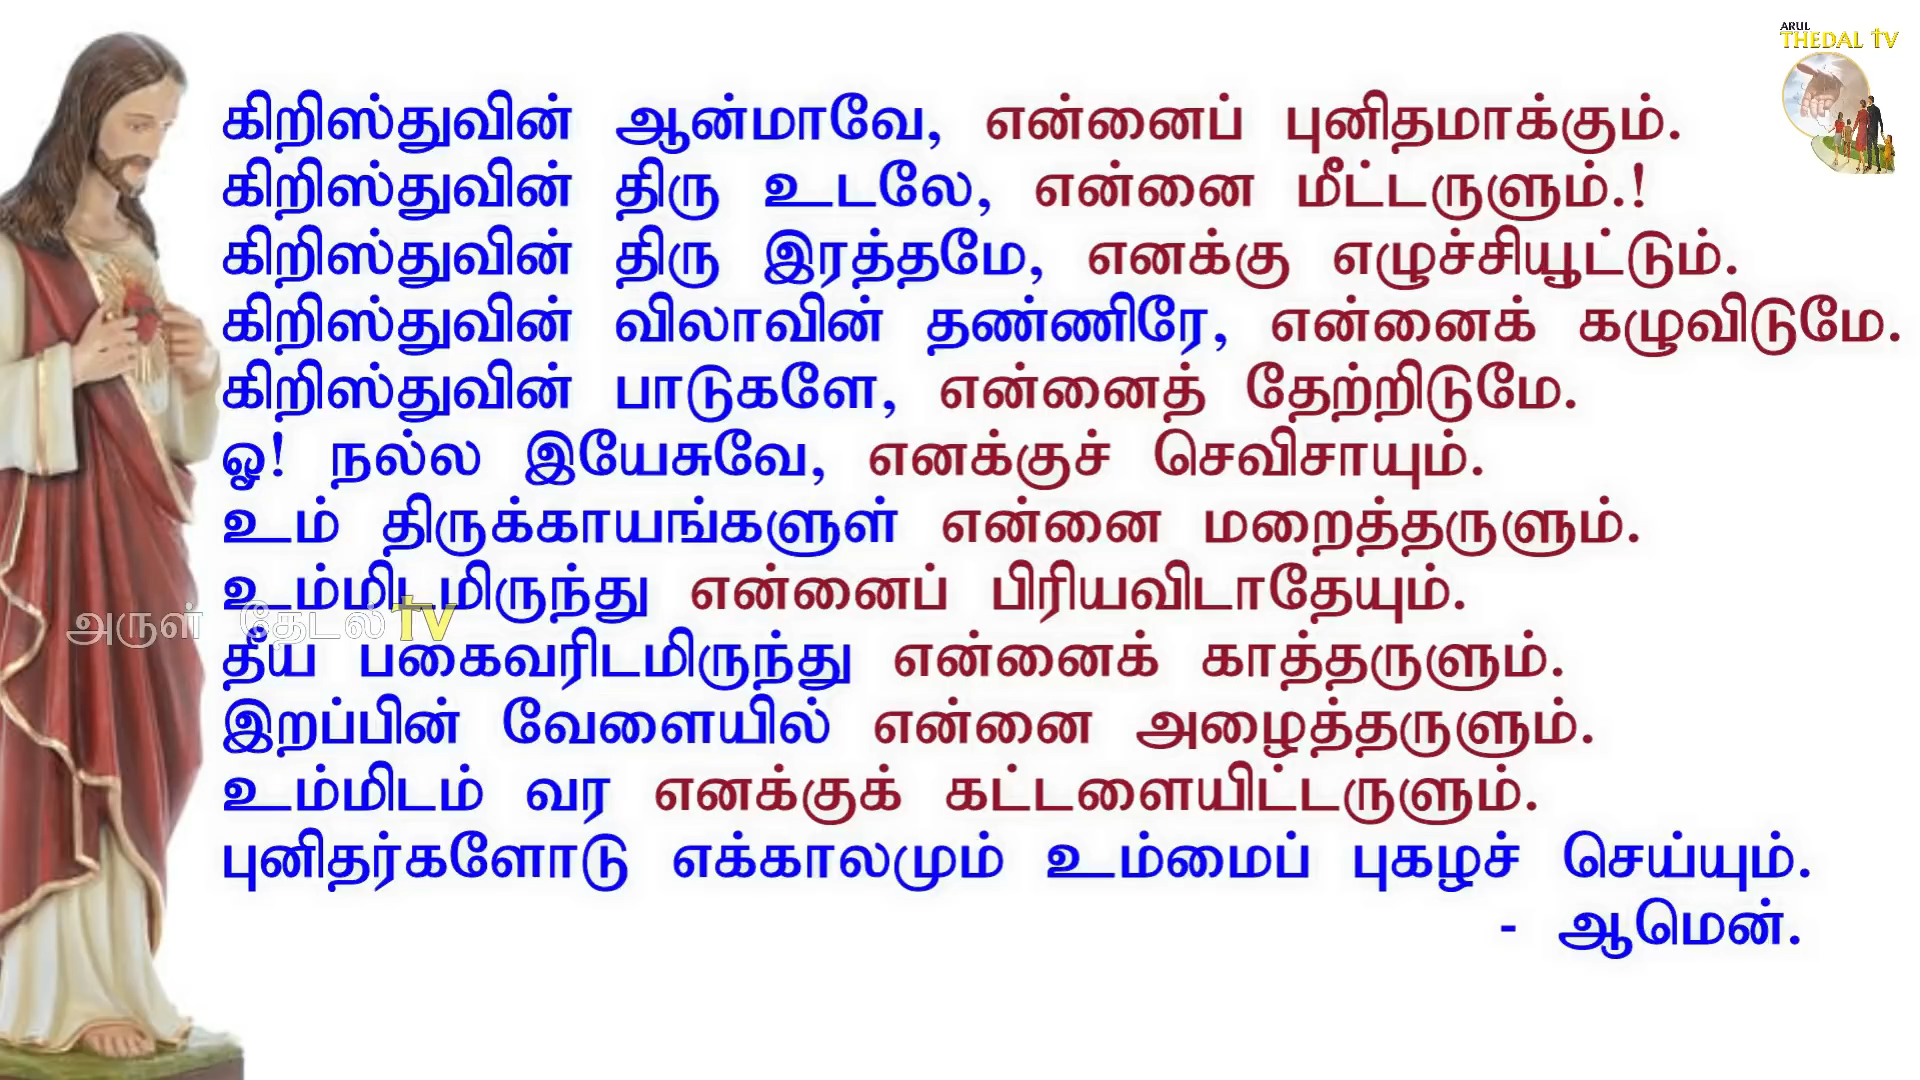 ARUL
THEDAL TV
கிறிஸ்துவின் ஆன்மாவே, என்னைப் புனிதமாக்கும்.
கிறிஸ்துவின் திரு உடலே, என்னை மீட்டருளும்.!
கிறிஸ்துவின் திரு இரத்தமே, எனக்கு எழுச்சியூட்டும்.
கிறிஸ்துவின் விலாவின் தண்ணிரே, என்னைக் கழுவிடுமே.
கிறிஸ்துவின் பாடுகளே, என்னைத் தேற்றிடுமே.
ஓ! நல்ல இயேசுவே, எனக்குச் செவிசாயும்.
உம் திருக்காயங்களுள் என்னை மறைத்தருளும்.
உம்மிடமிருந்து என்னைப் பிரியவிடாதேயும்.
அருள் தேடல் TV
தீய பகைவரிடமிருந்து என்னைக் காத்தருளும்.
இறப்பின் வேளையில் என்னை அழைத்தருளும்.
உம்மிடம் வர எனக்குக் கட்டளையிட்டருளும்.
புனிதர்களோடு எக்காலமும் உம்மைப் புகழச் செய்யும்.
- ஆமென்.